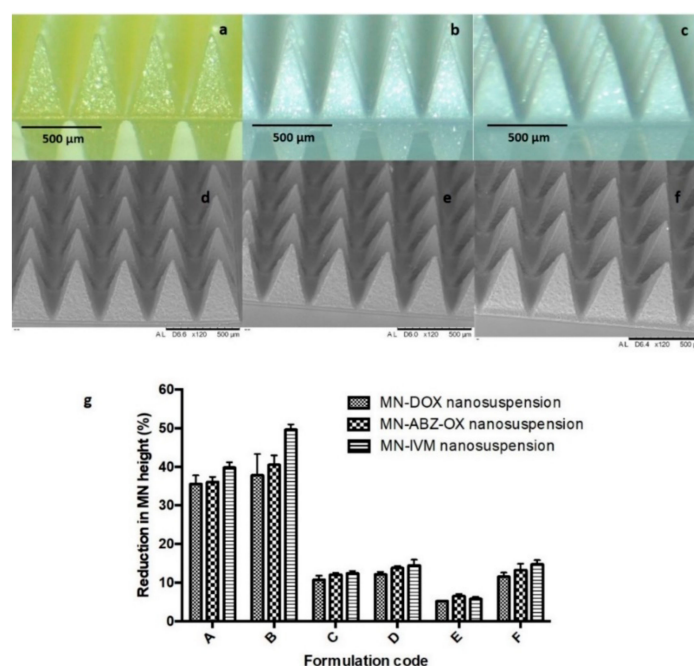 a
b
c
500 µm
500 µm
500 µm
d
e
f
AL D6.6 x120 500 µm
AL D6.0 x120 500 µm
AL D6.4 x120 500 µm
g
Reduction in MN height (%)
60
50
40
30
20
10
0
MN-DOX nanosuspension
MN-ABZ-OX nanosuspension
MN-IVM nanosuspension
A
B
C
D
E
F
Formulation code